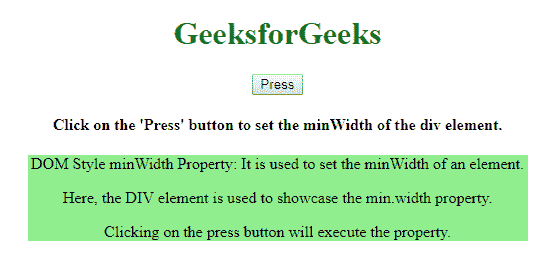 GeeksforGeeks
Press
Click on the 'Press' button to set the minWidth of the div element.
DOM Style minWidth Property: It is used to set the minWidth of an element.
Here, the DIV element is used to showcase the min.width property.
Clicking on the press button will execute the property.